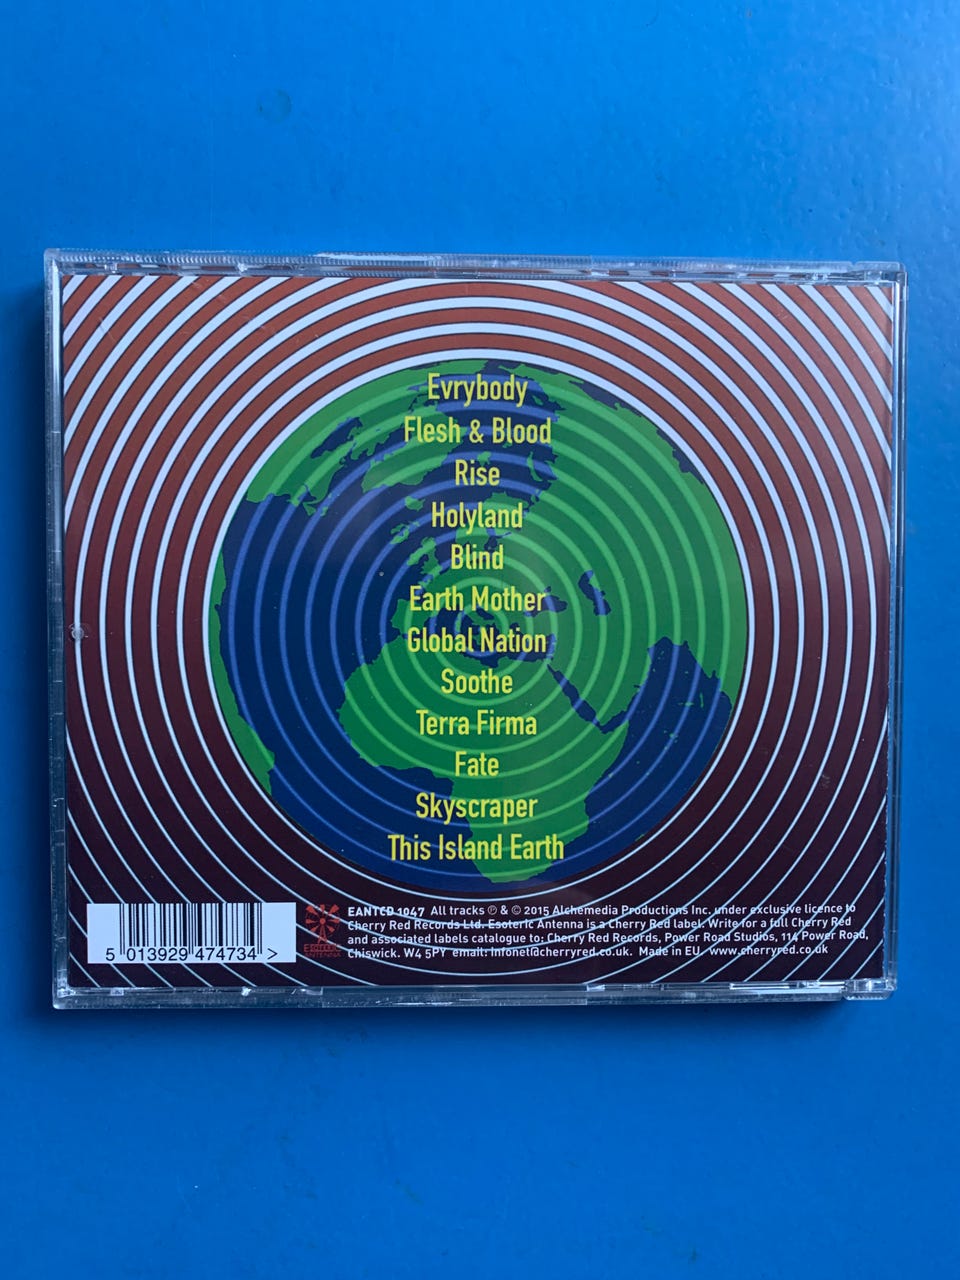 Evrybody
Flesh & Blood
Rise
Holyland
Blind
Earth Mother
Global Nation
Soothe
Terra Firma
Fate
Skyscraper
This Island Earth
5 013929 474734 >
ESOTERIC
ANTENNA
EANTCD 1047 All tracks ℗ & © 2015 Alchemedia Productions Inc. under exclusive licence to
Cherry Red Records Ltd. Esoteric Antenna is a Cherry Red label. Write for a full Cherry Red
and associated labels catalogue to: Cherry Red Records, Power Road Studios, 114 Power Road,
Chiswick. W4 5PY email: infonet@cherryred.co.uk. Made in EU www.cherryred.co.uk